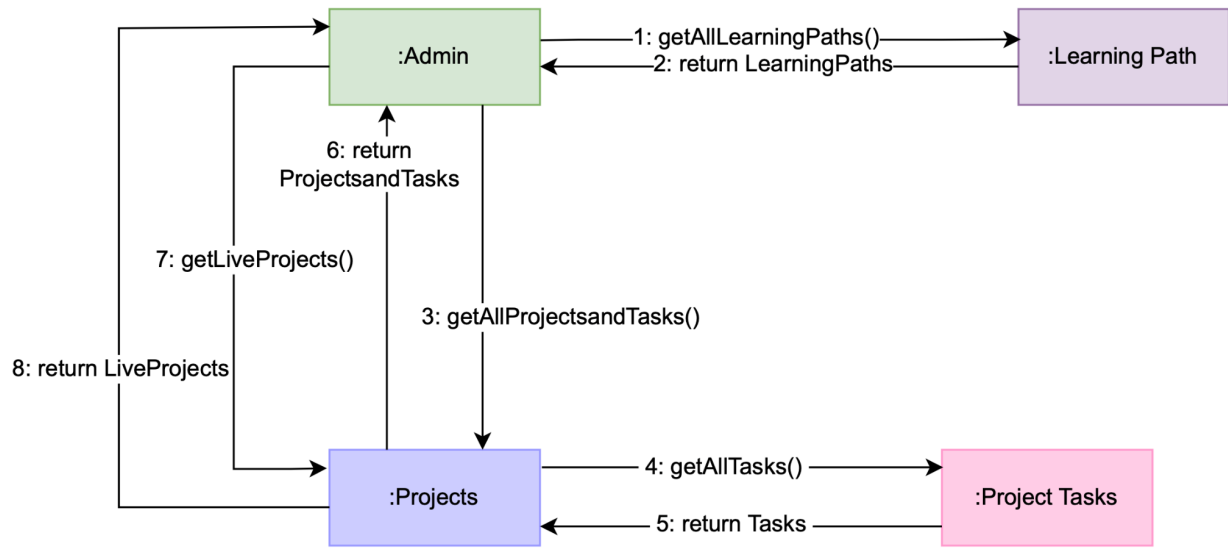 :Admin
1: getAllLearningPaths()
2: return LearningPaths
:Learning Path
6: return
ProjectsandTasks
7: getLiveProjects()
3: getAllProjectsandTasks()
8: return LiveProjects
:Projects
4: getAllTasks()
5: return Tasks
:Project Tasks